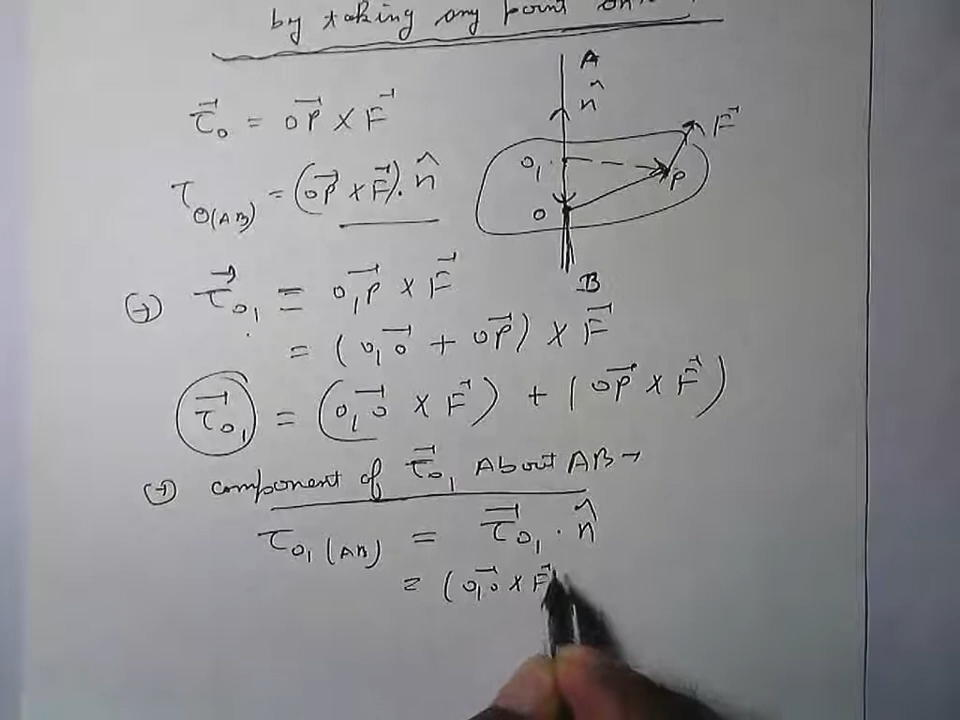 by taking any point on
τ⃗₀ = OP⃗ × F⃗
τ_O(AB) = (OP⃗ × F⃗) · n̂
A
n̂
F⃗
O₁
P
O
B
(→) τ⃗_O₁ = O₁P⃗ × F⃗
= (O₁O⃗ + OP⃗) × F⃗
τ⃗_O₁ = (O₁O⃗ × F⃗) + (OP⃗ × F⃗)
(→) component of τ⃗_O₁ About AB →
τ_O₁(AB) = τ⃗_O₁ · n̂
= (O₁O⃗ × F⃗